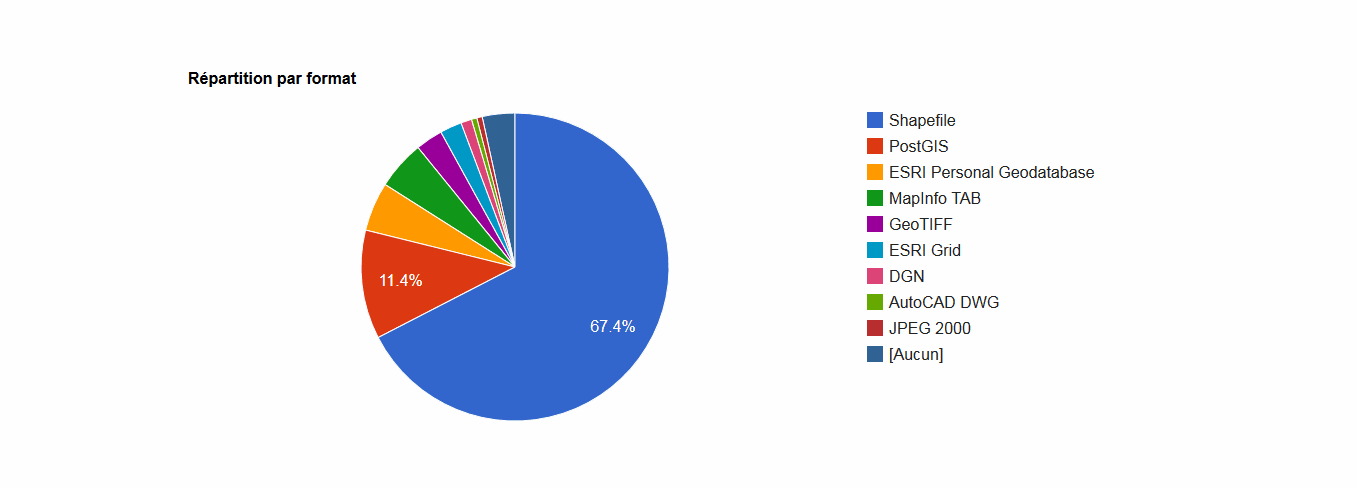 Répartition par format
11.4%
67.4%
Shapefile
PostGIS
ESRI Personal Geodatabase
MapInfo TAB
GeoTIFF
ESRI Grid
DGN
AutoCAD DWG
JPEG 2000
[Aucun]